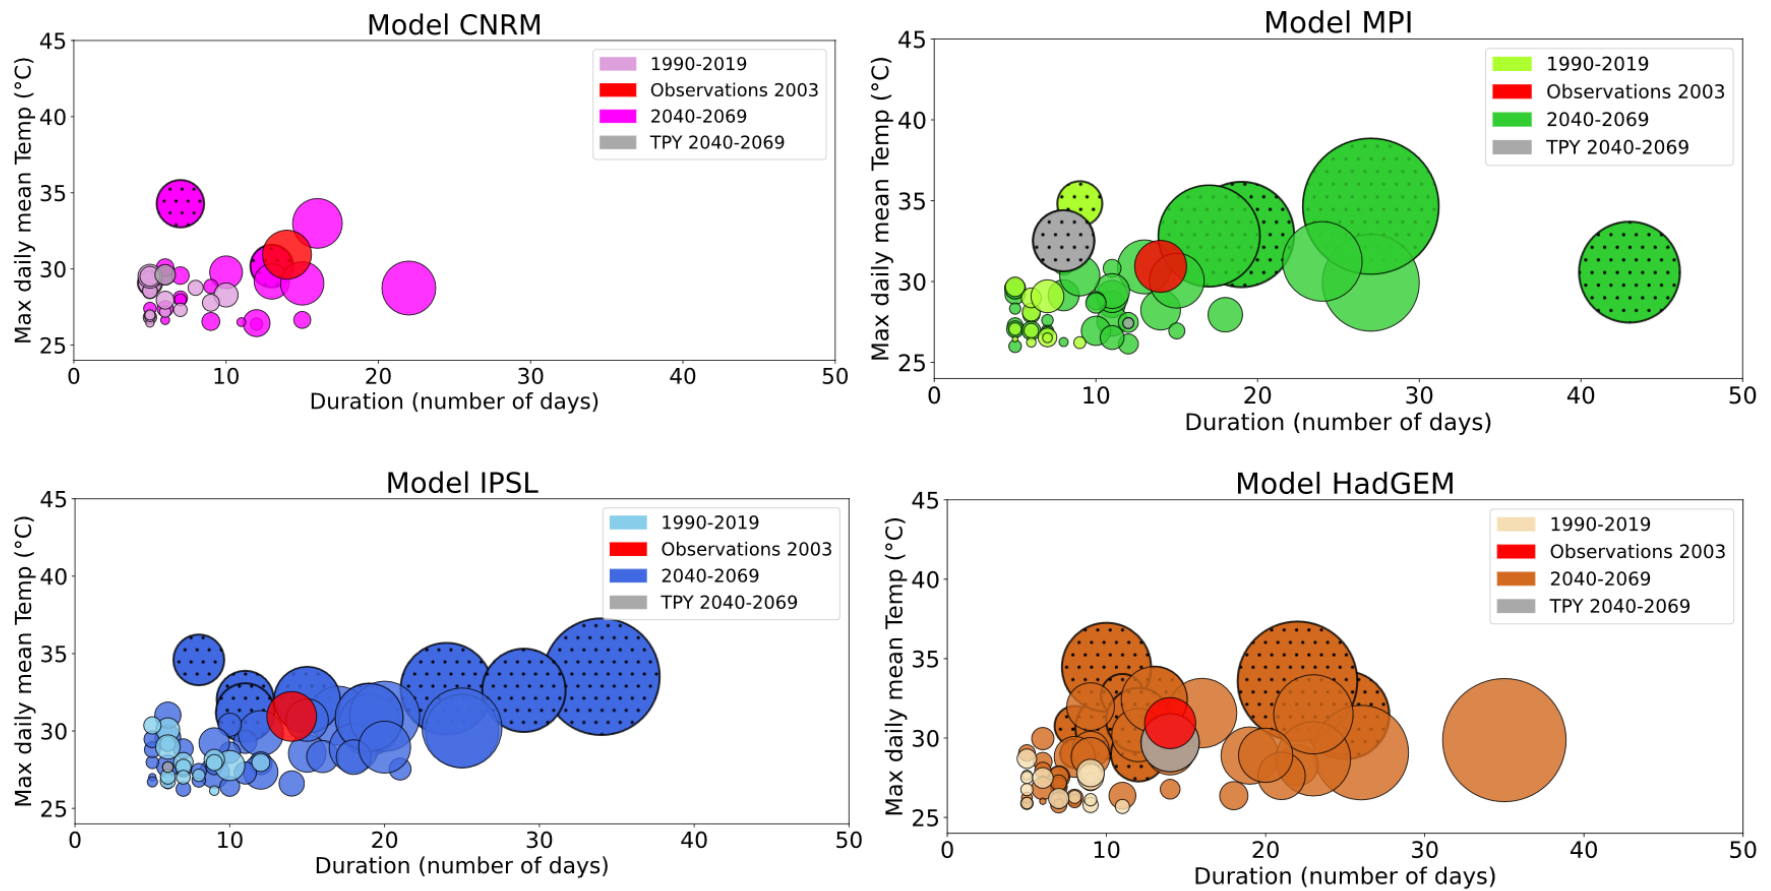 Model CNRM
Max daily mean Temp (°C)
45
40
35
30
25
0
10
20
30
40
50
Duration (number of days)
1990-2019
Observations 2003
2040-2069
TPY 2040-2069
Model MPI
Max daily mean Temp (°C)
45
40
35
30
25
0
10
20
30
40
50
Duration (number of days)
1990-2019
Observations 2003
2040-2069
TPY 2040-2069
Model IPSL
Max daily mean Temp (°C)
45
40
35
30
25
0
10
20
30
40
50
Duration (number of days)
1990-2019
Observations 2003
2040-2069
TPY 2040-2069
Model HadGEM
Max daily mean Temp (°C)
45
40
35
30
25
0
10
20
30
40
50
Duration (number of days)
1990-2019
Observations 2003
2040-2069
TPY 2040-2069